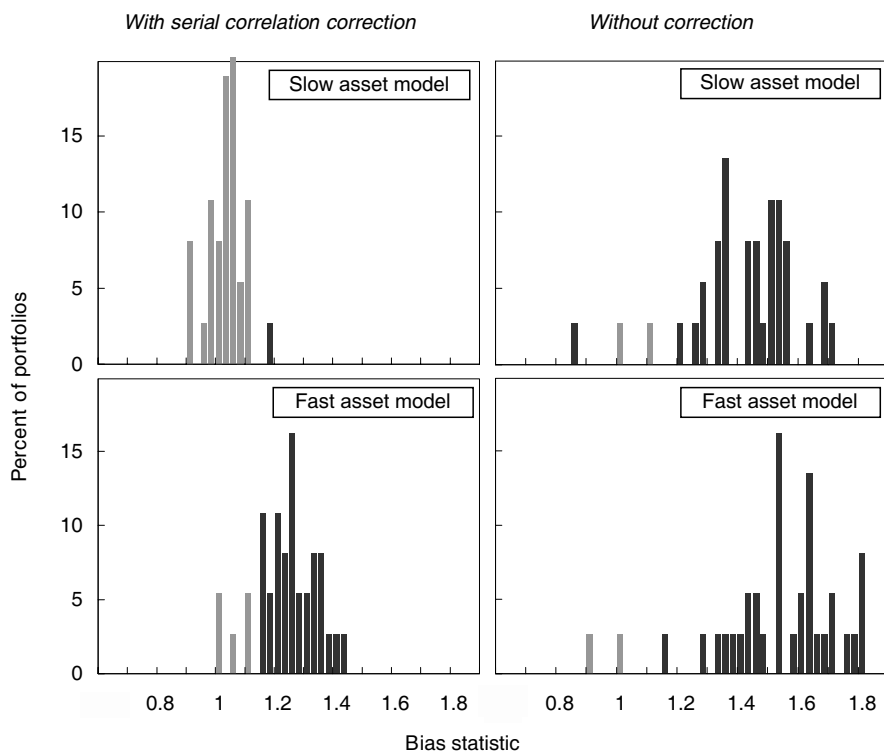 With serial correlation correction
Without correction
Slow asset model
Slow asset model
15
10
5
0
Percent of portfolios
Fast asset model
Fast asset model
15
10
5
0
0.8 1 1.2 1.4 1.6 1.8
0.8 1 1.2 1.4 1.6 1.8
Bias statistic